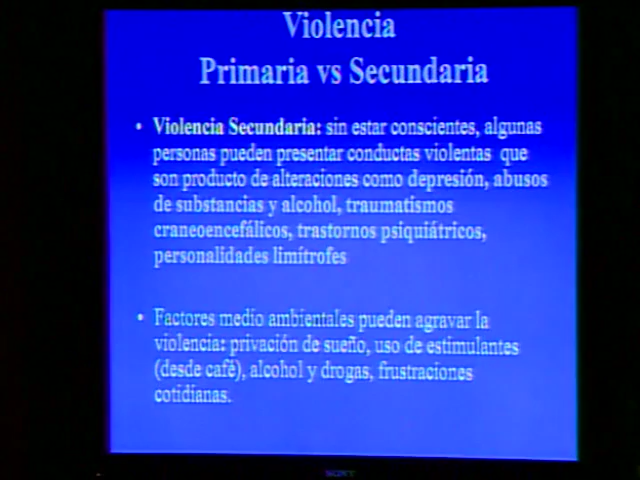 Violencia
Primaria vs Secundaria
• Violencia Secundaria: sin estar conscientes, algunas
personas pueden presentar conductas violentas que
son producto de alteraciones como depresión, abusos
de substancias y alcohol, traumatismos
craneoencefálicos, trastornos psiquiátricos,
personalidades limítrofes
• Factores medio ambientales pueden agravar la
violencia: privación de sueño, uso de estimulantes
(desde café), alcohol y drogas, frustraciones
cotidianas.
SONY